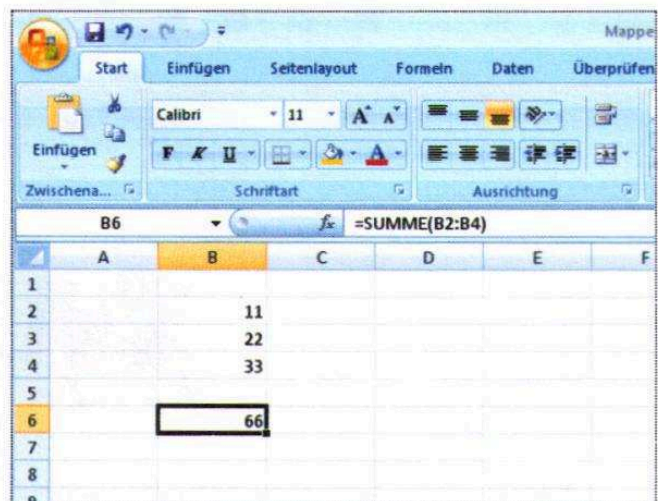 Mappe
Start Einfügen Seitenlayout Formeln Daten Überprüfen
Calibri 11 A A
Einfügen
F K U A
Zwischena... Schriftart Ausrichtung
B6 fx =SUMME(B2:B4)
A B C D E F
1
2 11
3 22
4 33
5
6 66
7
8
9